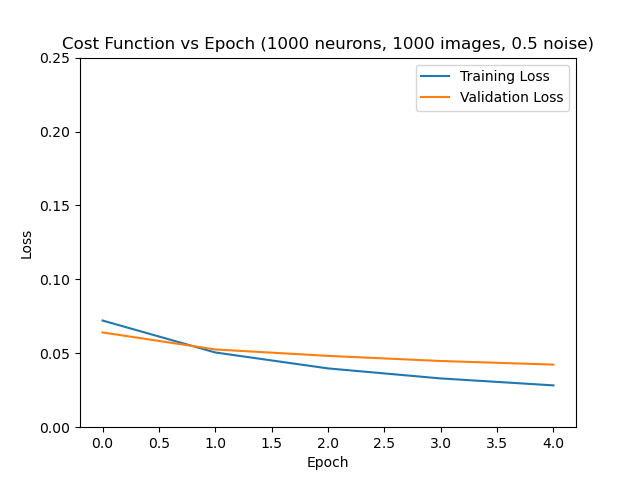 Cost Function vs Epoch (1000 neurons, 1000 images, 0.5 noise)
0.25
0.20
0.15
0.10
0.05
0.00
Loss
Training Loss
Validation Loss
0.0 0.5 1.0 1.5 2.0 2.5 3.0 3.5 4.0
Epoch